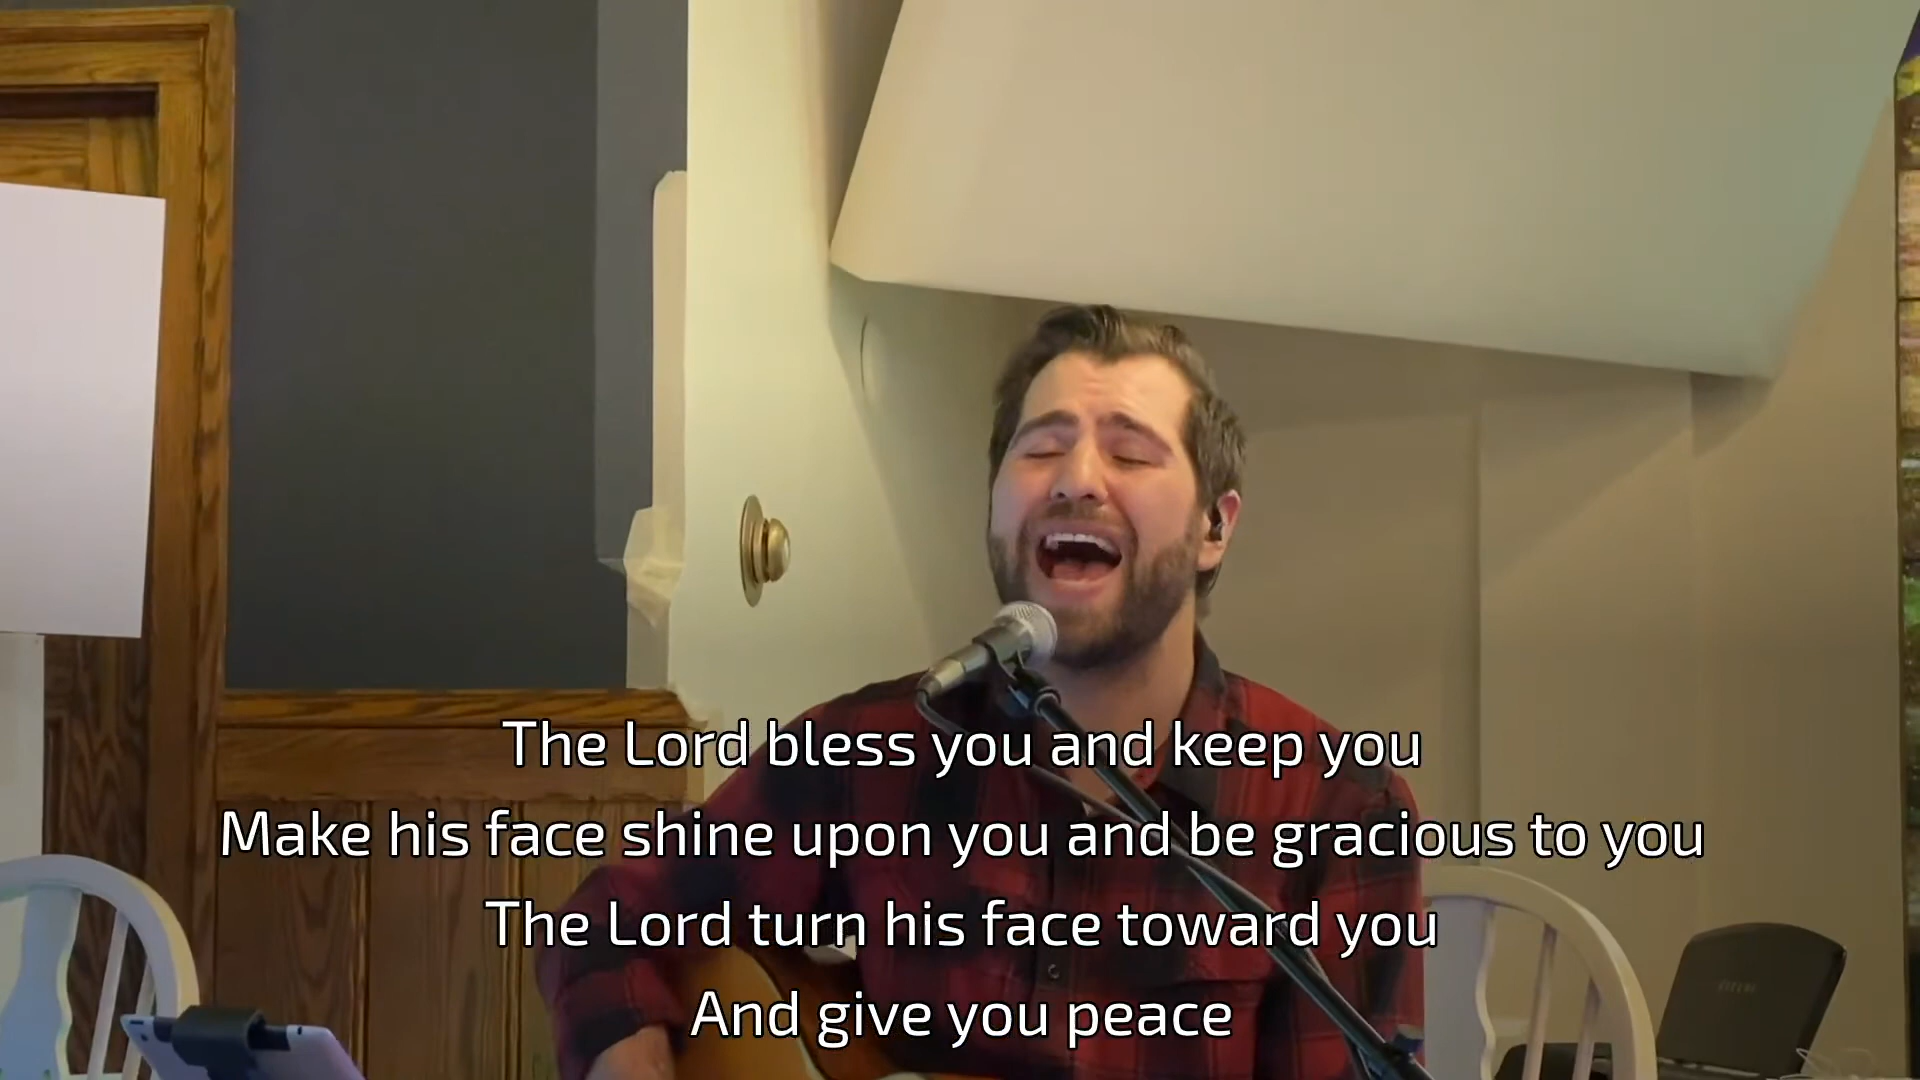 The Lord bless you and keep you
Make his face shine upon you and be gracious to you
The Lord turn his face toward you
And give you peace